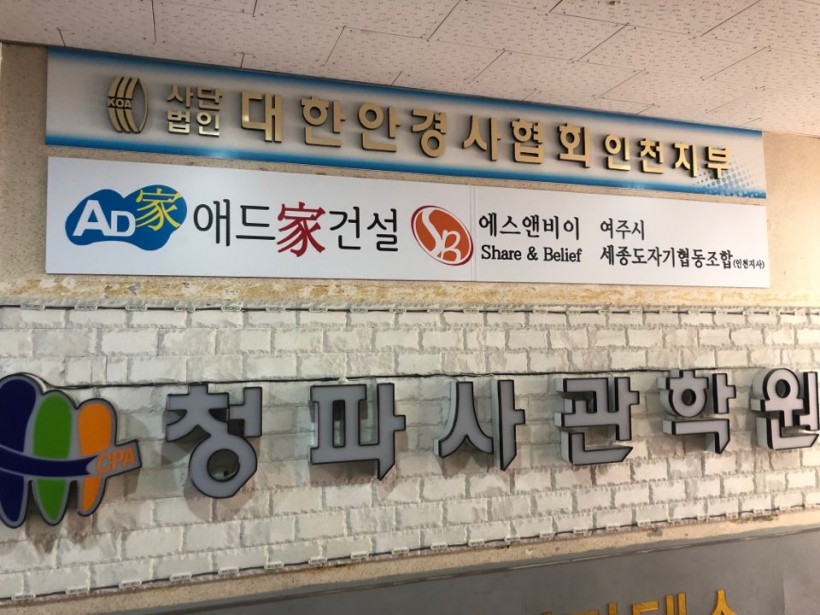 KOA 사단법인 대한안경사협회인천지부
AD家 애드家건설 SB 에스앤비이 여주시
Share & Belief 세종도자기협동조합(인천지사)
CPA 청파사관학원